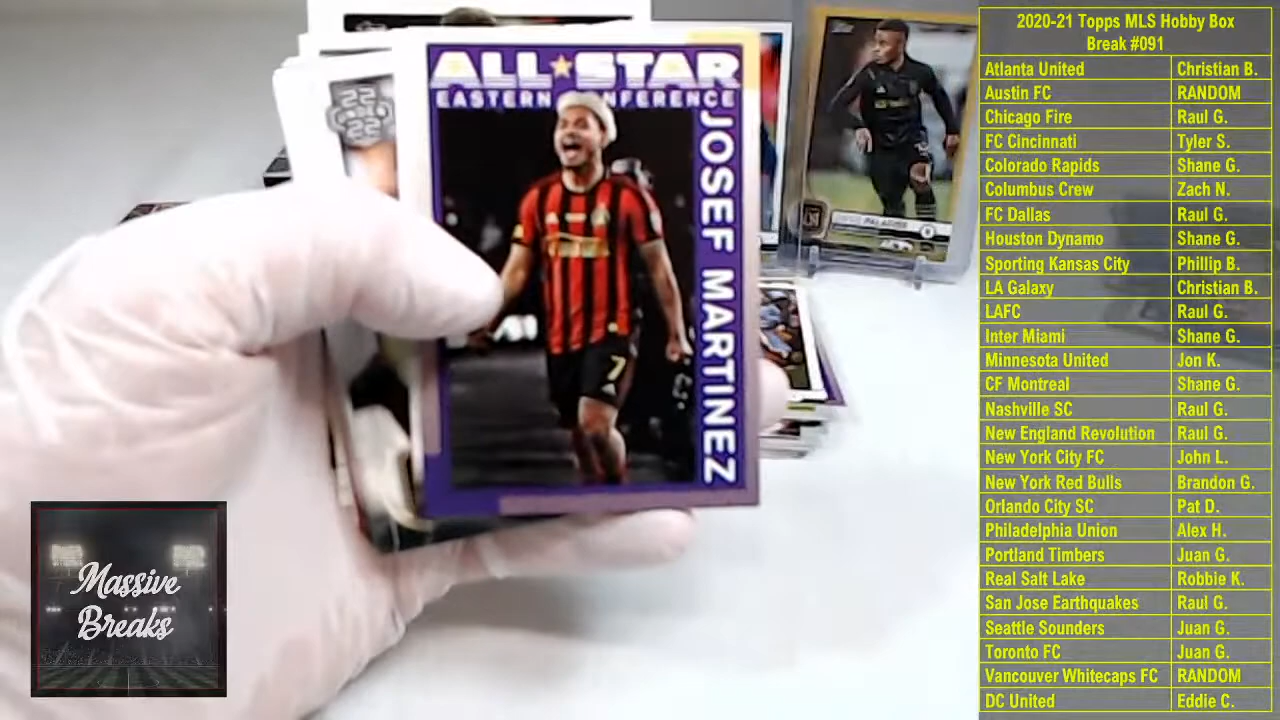 ALL★STAR
EASTERN CONFERENCE
JOSEF MARTINEZ
7
22
22
Massive
Breaks
2020-21 Topps MLS Hobby Box
Break #091
Atlanta United Christian B.
Austin FC RANDOM
Chicago Fire Raul G.
FC Cincinnati Tyler S.
Colorado Rapids Shane G.
Columbus Crew Zach N.
FC Dallas Raul G.
Houston Dynamo Shane G.
Sporting Kansas City Phillip B.
LA Galaxy Christian B.
LAFC Raul G.
Inter Miami Shane G.
Minnesota United Jon K.
CF Montreal Shane G.
Nashville SC Raul G.
New England Revolution Raul G.
New York City FC John L.
New York Red Bulls Brandon G.
Orlando City SC Pat D.
Philadelphia Union Alex H.
Portland Timbers Juan G.
Real Salt Lake Robbie K.
San Jose Earthquakes Raul G.
Seattle Sounders Juan G.
Toronto FC Juan G.
Vancouver Whitecaps FC RANDOM
DC United Eddie C.